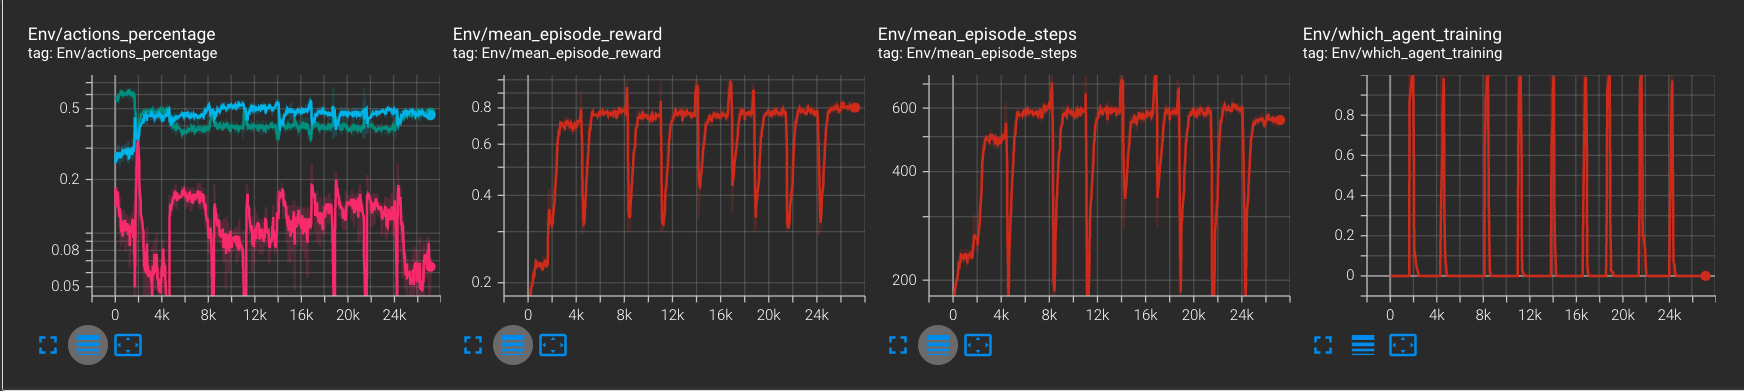 Env/actions_percentage
tag: Env/actions_percentage
0.5
0.2
0.08
0.05
0 4k 8k 12k 16k 20k 24k
Env/mean_episode_reward
tag: Env/mean_episode_reward
0.8
0.6
0.4
0.2
0 4k 8k 12k 16k 20k 24k
Env/mean_episode_steps
tag: Env/mean_episode_steps
600
400
200
0 4k 8k 12k 16k 20k 24k
Env/which_agent_training
tag: Env/which_agent_training
0.8
0.6
0.4
0.2
0
0 4k 8k 12k 16k 20k 24k